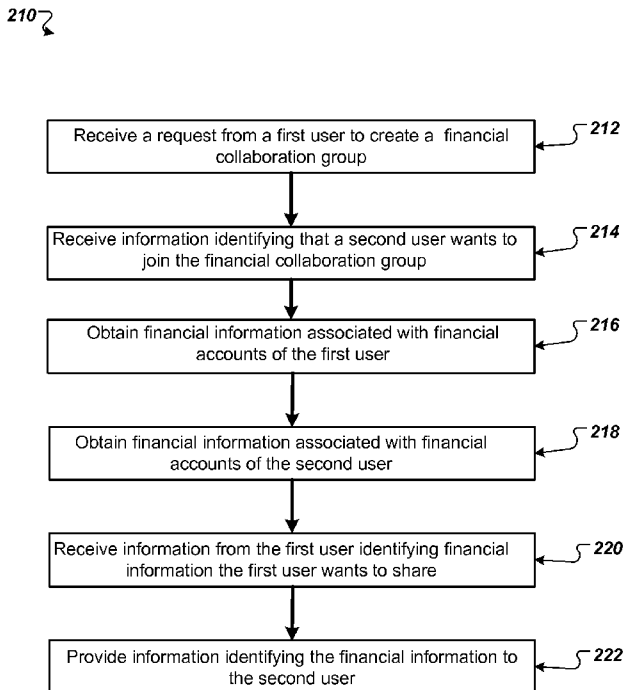 210
Receive a request from a first user to create a financial
collaboration group
212
Receive information identifying that a second user wants to
join the financial collaboration group
214
Obtain financial information associated with financial
accounts of the first user
216
Obtain financial information associated with financial
accounts of the second user
218
Receive information from the first user identifying financial
information the first user wants to share
220
Provide information identifying the financial information to
the second user
222